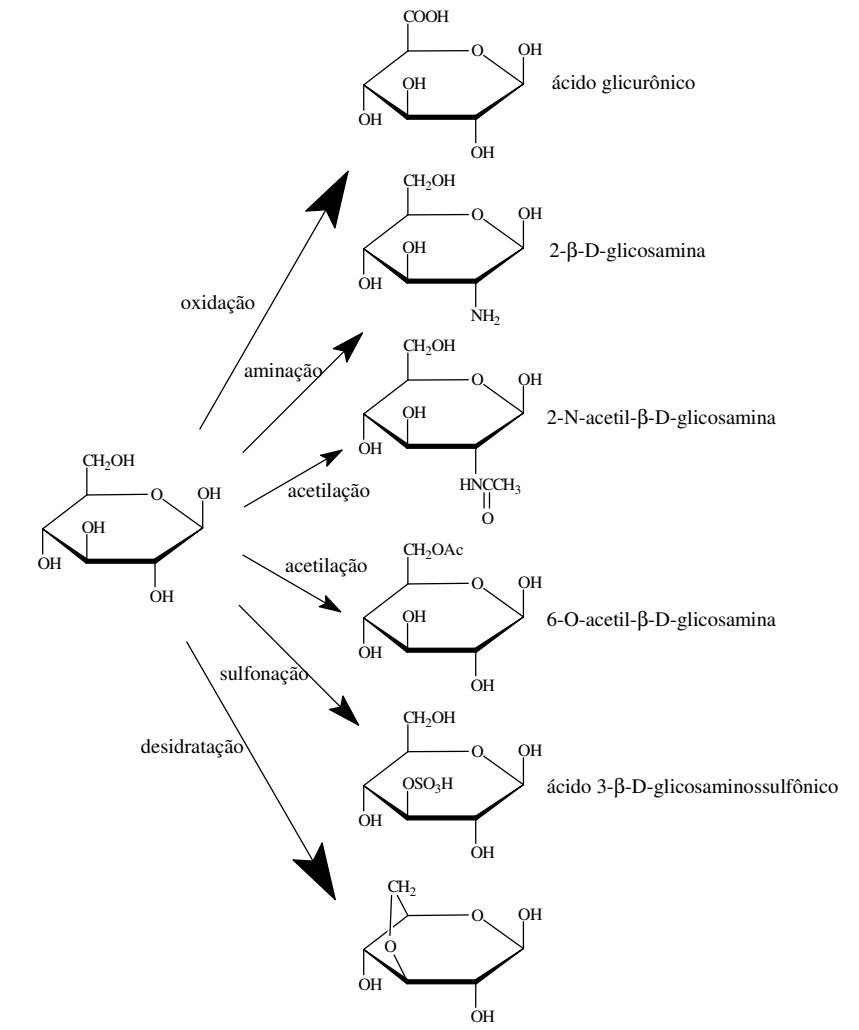 COOH
O
OH
OH
OH
OH
ácido glicurônico
CH₂OH
O
OH
OH
OH
NH₂
2-β-D-glicosamina
oxidação
aminação
CH₂OH
O
OH
OH
OH
HNCCH₃
O
2-N-acetil-β-D-glicosamina
acetilação
CH₂OH
O
OH
OH
OH
OH
acetilação
CH₂OAc
O
OH
OH
OH
OH
6-O-acetil-β-D-glicosamina
sulfonação
desidratação
CH₂OH
O
OH
OSO₃H
OH
OH
ácido 3-β-D-glicosaminossulfônico
CH₂
O
OH
O
OH
OH